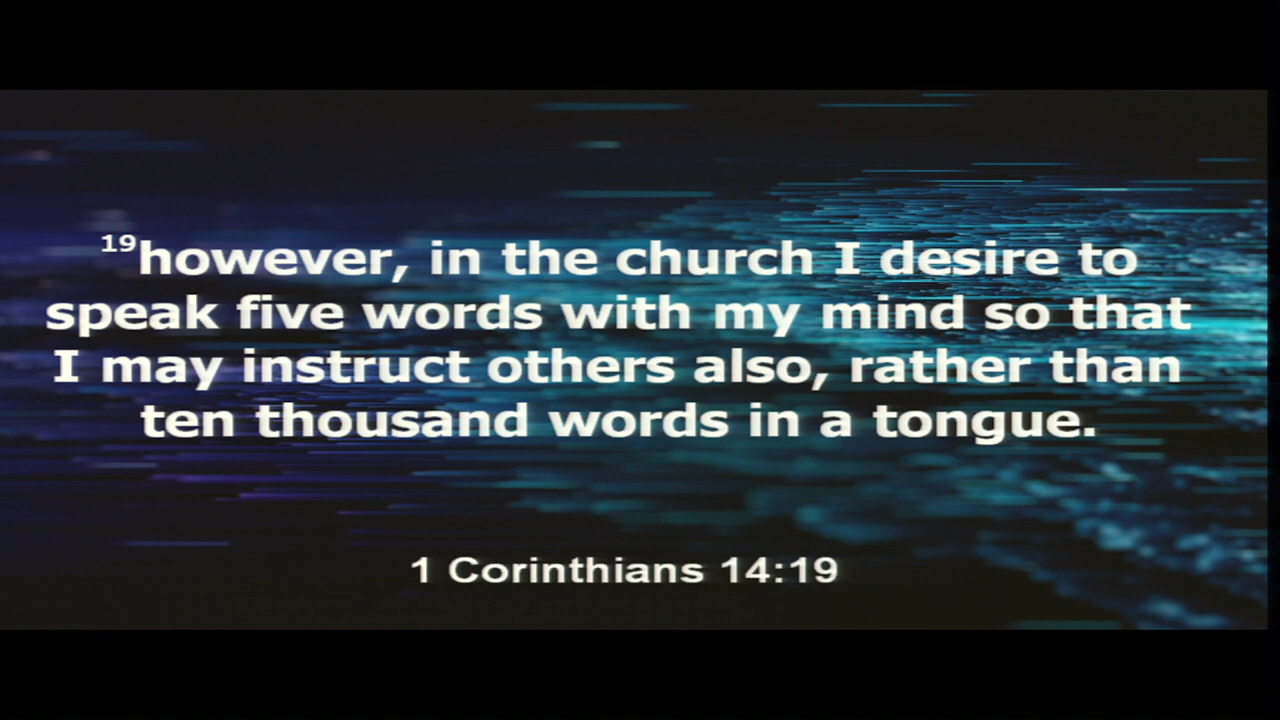 19however, in the church I desire to
speak five words with my mind so that
I may instruct others also, rather than
ten thousand words in a tongue.
1 Corinthians 14:19